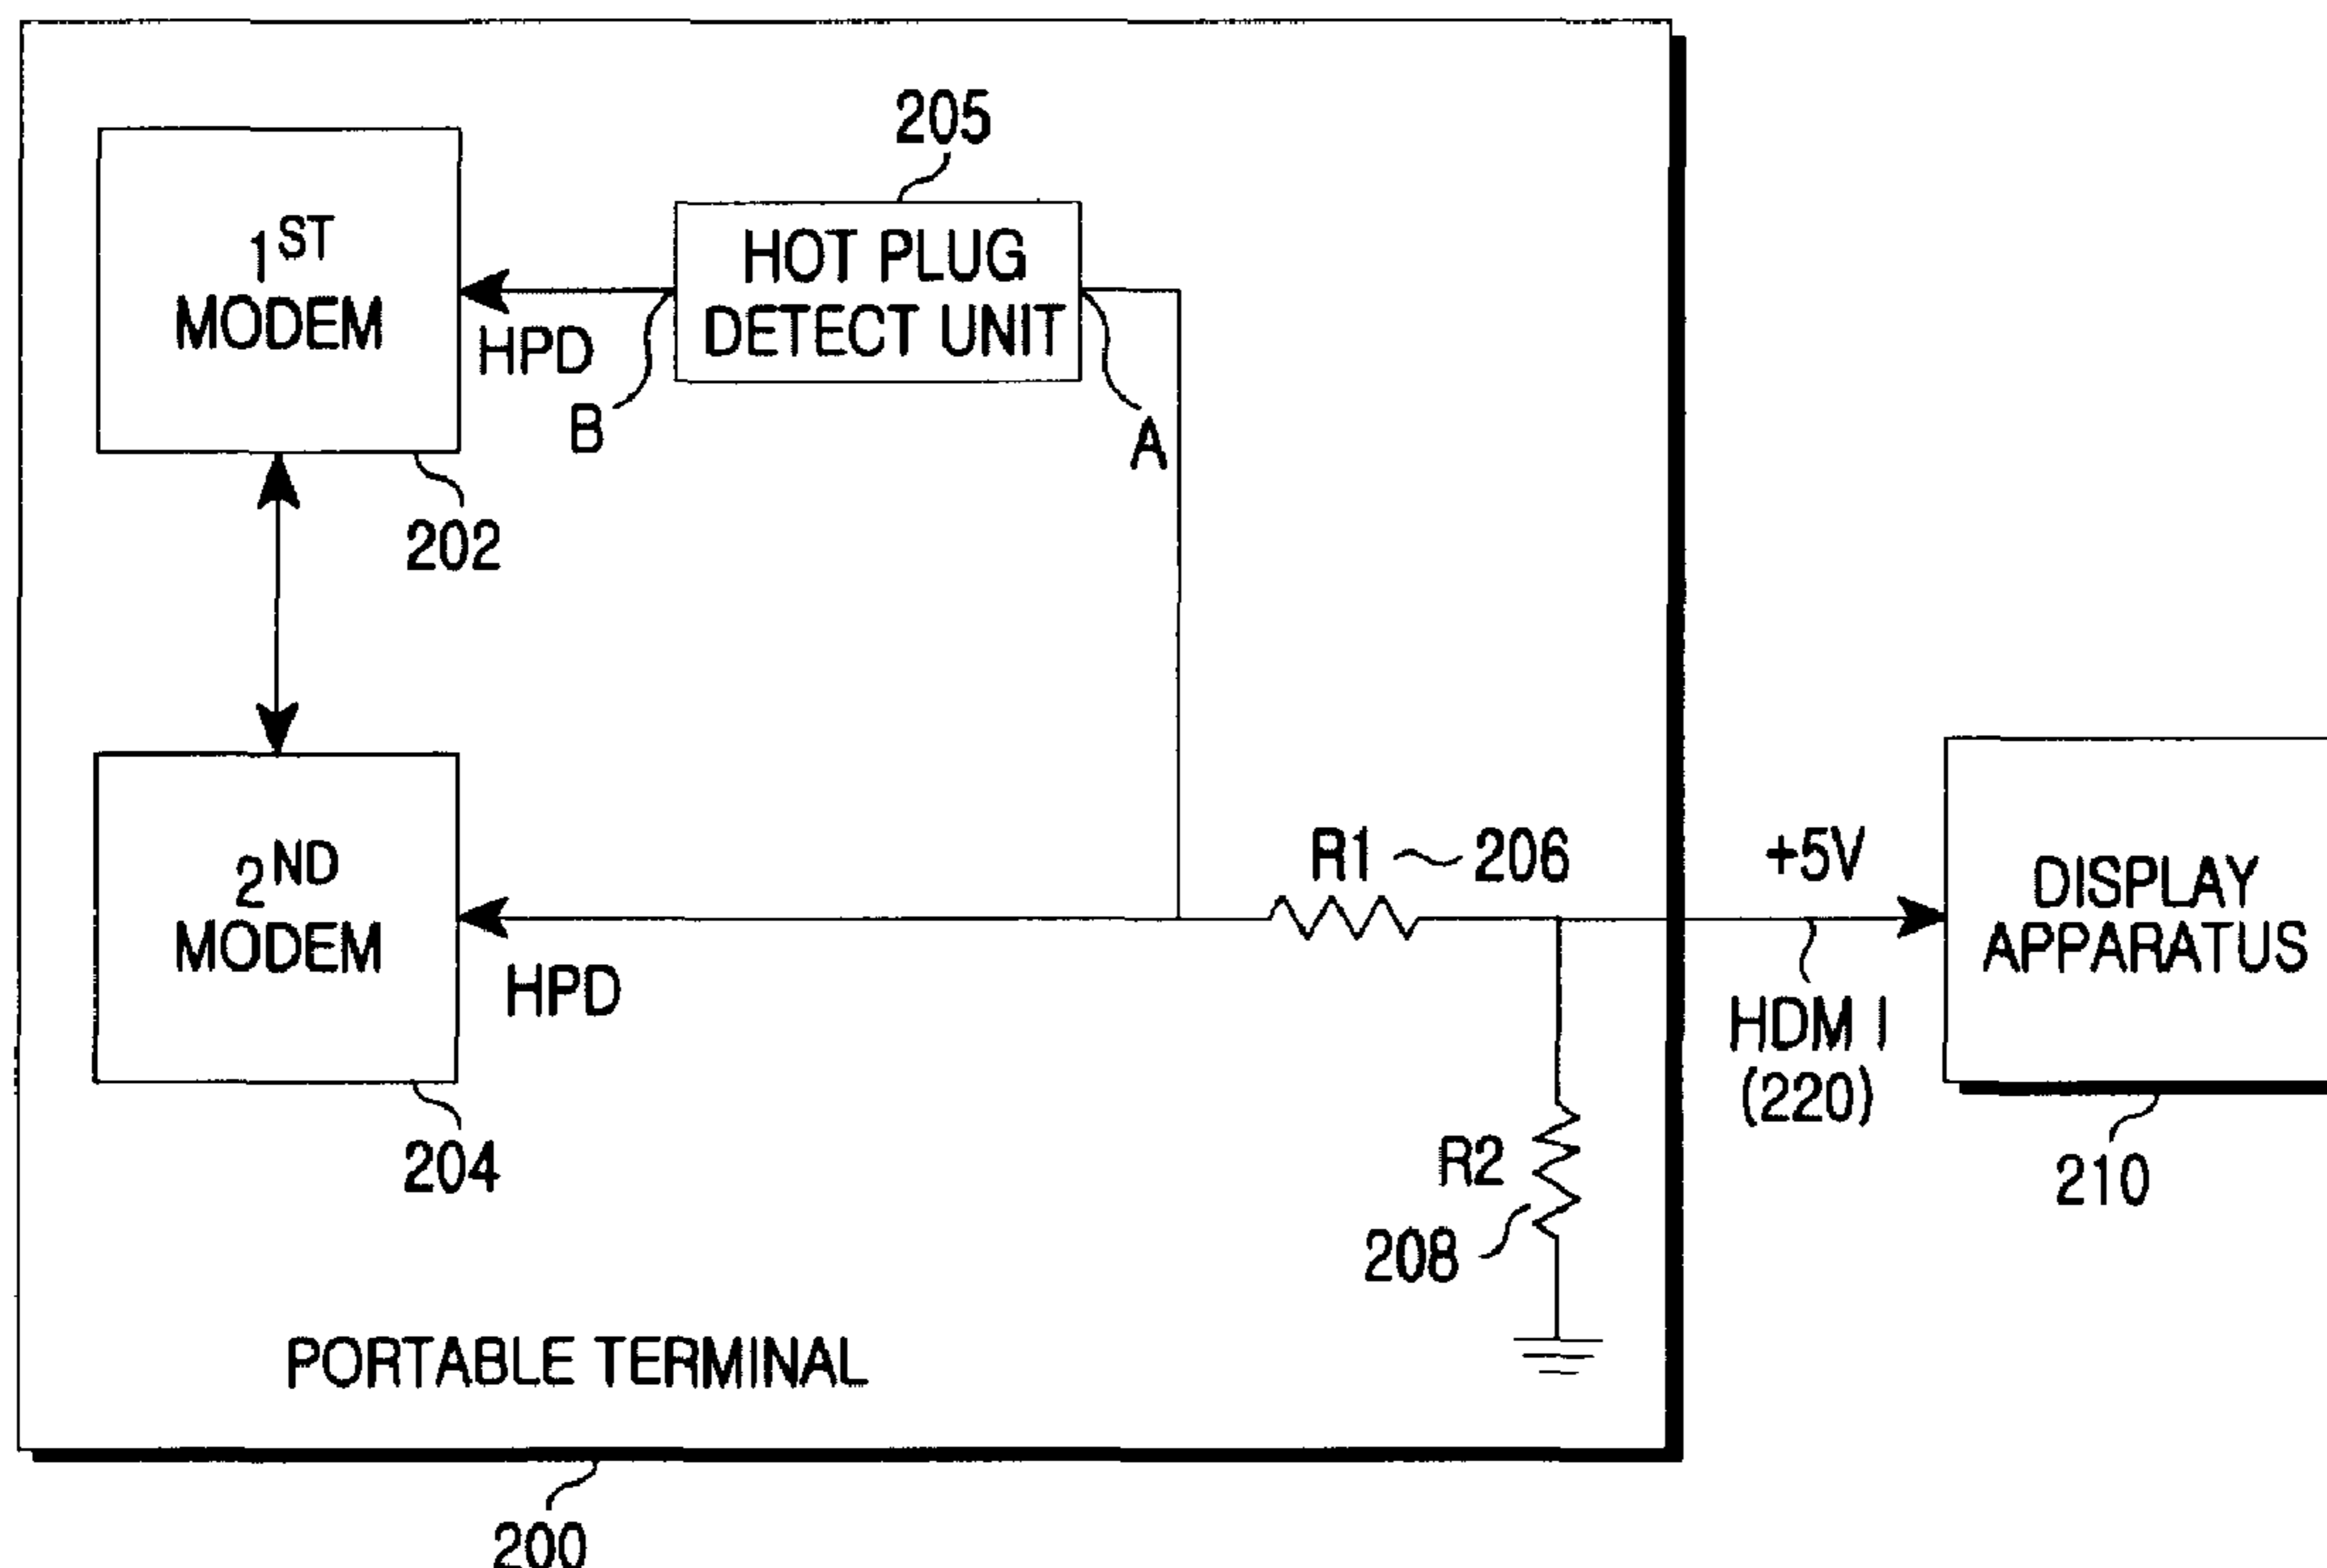 205
1ST
MODEM
HOT PLUG
DETECT UNIT
HPD
B
A
202
2ND
MODEM
HPD
204
R1 206
+5V
DISPLAY
APPARATUS
HDMI
(220)
R2
208
210
PORTABLE TERMINAL
200